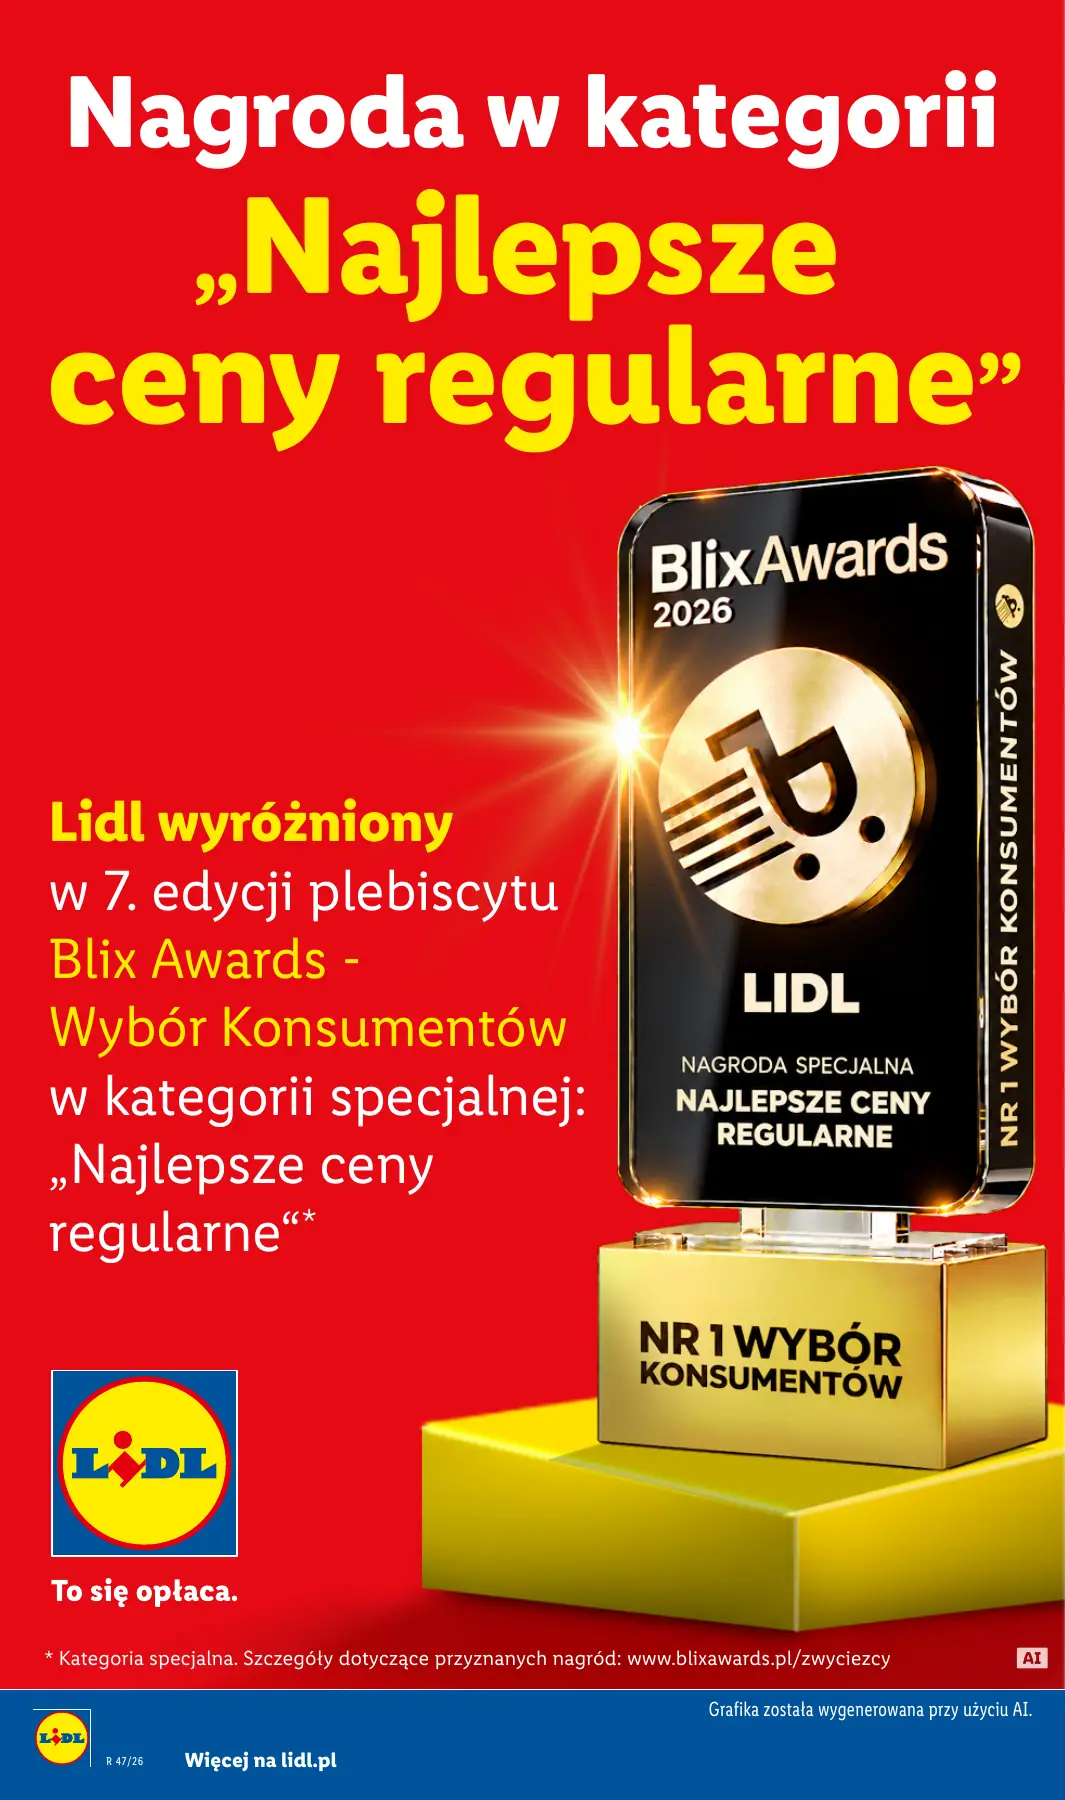 Nagroda w kategorii
„Najlepsze
ceny regularne”
BlixAwards
2026
LIDL
NAGRODA SPECJALNA
NAJLEPSZE CENY
REGULARNE
NR 1 WYBÓR KONSUMENTÓW
NR 1 WYBÓR
KONSUMENTÓW
Lidl wyróżniony
w 7. edycji plebiscytu
Blix Awards -
Wybór Konsumentów
w kategorii specjalnej:
„Najlepsze ceny
regularne“*
LIDL
To się opłaca.
* Kategoria specjalna. Szczegóły dotyczące przyznanych nagród: www.blixawards.pl/zwyciezcy
AI
Grafika została wygenerowana przy użyciu AI.
LIDL
R 47/26
Więcej na lidl.pl